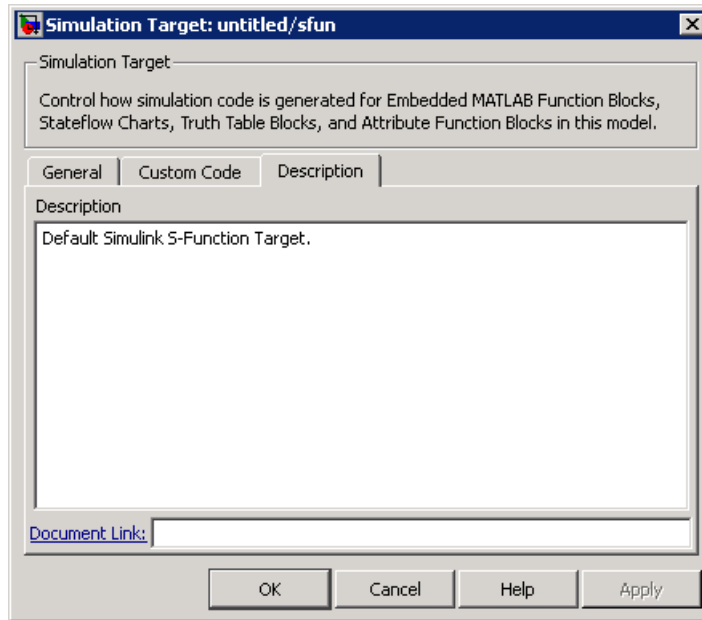 Simulation Target: untitled/sfun
Simulation Target
Control how simulation code is generated for Embedded MATLAB Function Blocks,
Stateflow Charts, Truth Table Blocks, and Attribute Function Blocks in this model.
General Custom Code Description
Description
Default Simulink S-Function Target.
Document Link:
OK Cancel Help Apply